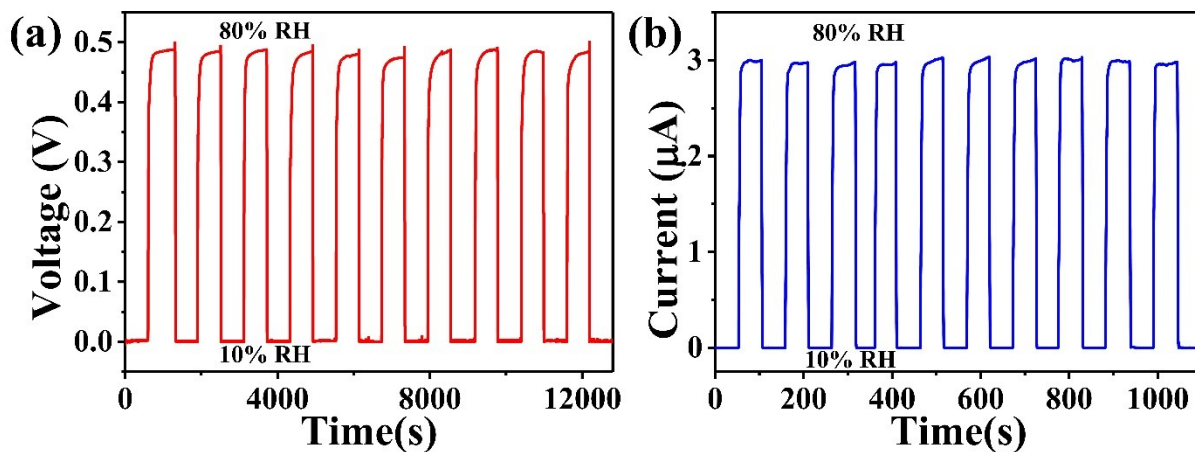 (a)
80% RH
0.5
0.4
0.3
0.2
0.1
0.0
Voltage (V)
10% RH
0 4000 8000 12000
Time(s)
(b)
80% RH
3
2
1
0
Current (μA)
10% RH
0 200 400 600 800 1000
Time(s)